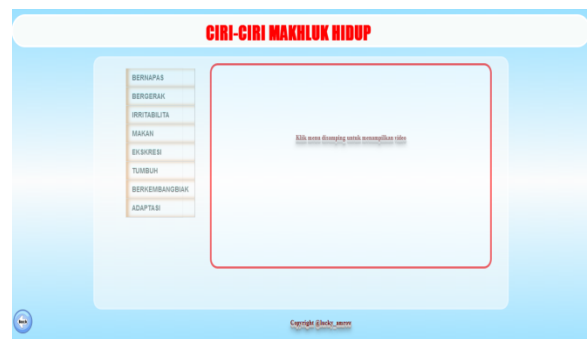 CIRI-CIRI MAKHLUK HIDUP
BERNAPAS
BERGERAK
IRRITABILITA
MAKAN
EKSKRESI
TUMBUH
BERKEMBANGBIAK
ADAPTASI
Klik menu disamping untuk menampilkan video
Copyright @lucky_